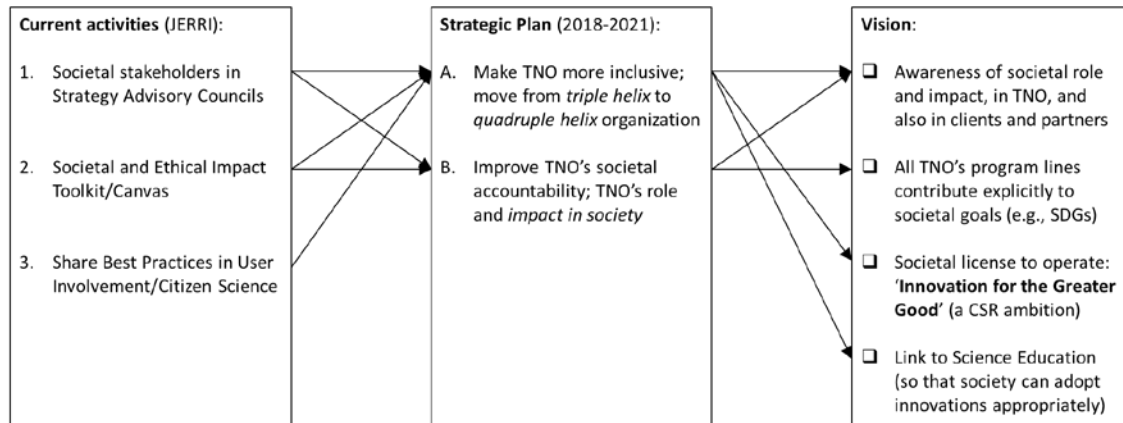 Current activities (JERRI):
1. Societal stakeholders in
Strategy Advisory Councils
2. Societal and Ethical Impact
Toolkit/Canvas
3. Share Best Practices in User
Involvement/Citizen Science
Strategic Plan (2018-2021):
A. Make TNO more inclusive;
move from triple helix to
quadruple helix organization
B. Improve TNO's societal
accountability; TNO's role
and impact in society
Vision:
❑ Awareness of societal role
and impact, in TNO, and
also in clients and partners
❑ All TNO's program lines
contribute explicitly to
societal goals (e.g., SDGs)
❑ Societal license to operate:
'Innovation for the Greater
Good' (a CSR ambition)
❑ Link to Science Education
(so that society can adopt
innovations appropriately)